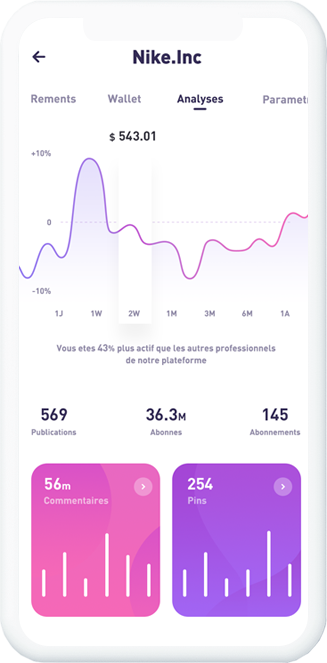 Nike.Inc
Rements Wallet Analyses Paramet
$ 543.01
+10%
0
-10%
1J 1W 2W 1M 3M 6M 1A
Vous etes 43% plus actif que les autres professionnels
de notre plateforme
569 36.3M 145
Publications Abonnes Abonnements
56m 254
Commentaires Pins